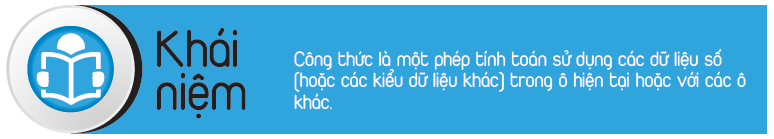 Khái
niệm
Công thức là một phép tính toán sử dụng các dữ liệu số
(hoặc các kiểu dữ liệu khác) trong ô hiện tại hoặc với các ô
khác.